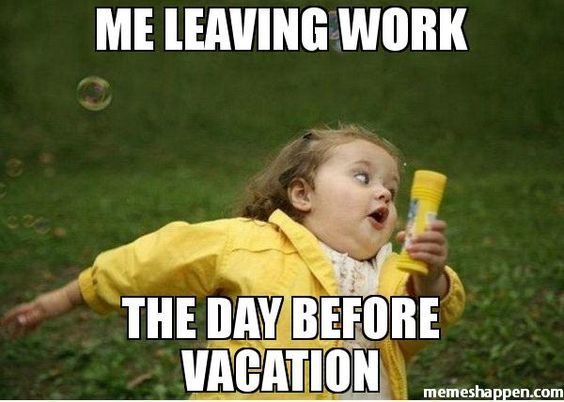 ME LEAVING WORK
THE DAY BEFORE
VACATION
memeshappen.com